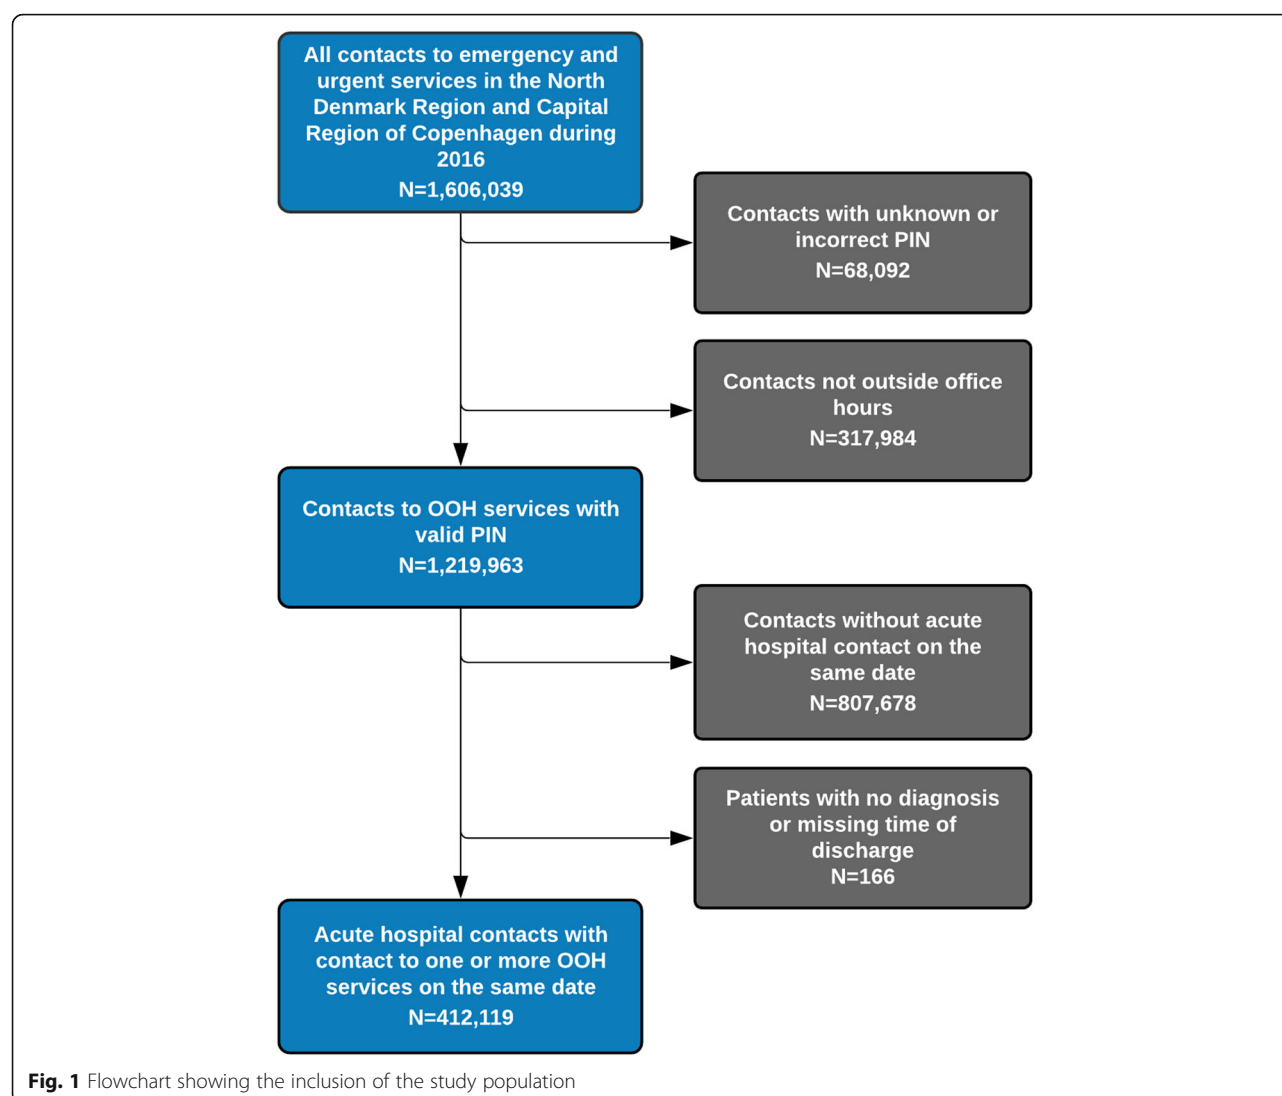 All contacts to emergency and
urgent services in the North
Denmark Region and Capital
Region of Copenhagen during
2016
N=1,606,039
Contacts with unknown or
incorrect PIN
N=68,092
Contacts not outside office
hours
N=317,984
Contacts to OOH services with
valid PIN
N=1,219,963
Contacts without acute
hospital contact on the
same date
N=807,678
Patients with no diagnosis
or missing time of
discharge
N=166
Acute hospital contacts with
contact to one or more OOH
services on the same date
N=412,119
Fig. 1 Flowchart showing the inclusion of the study population